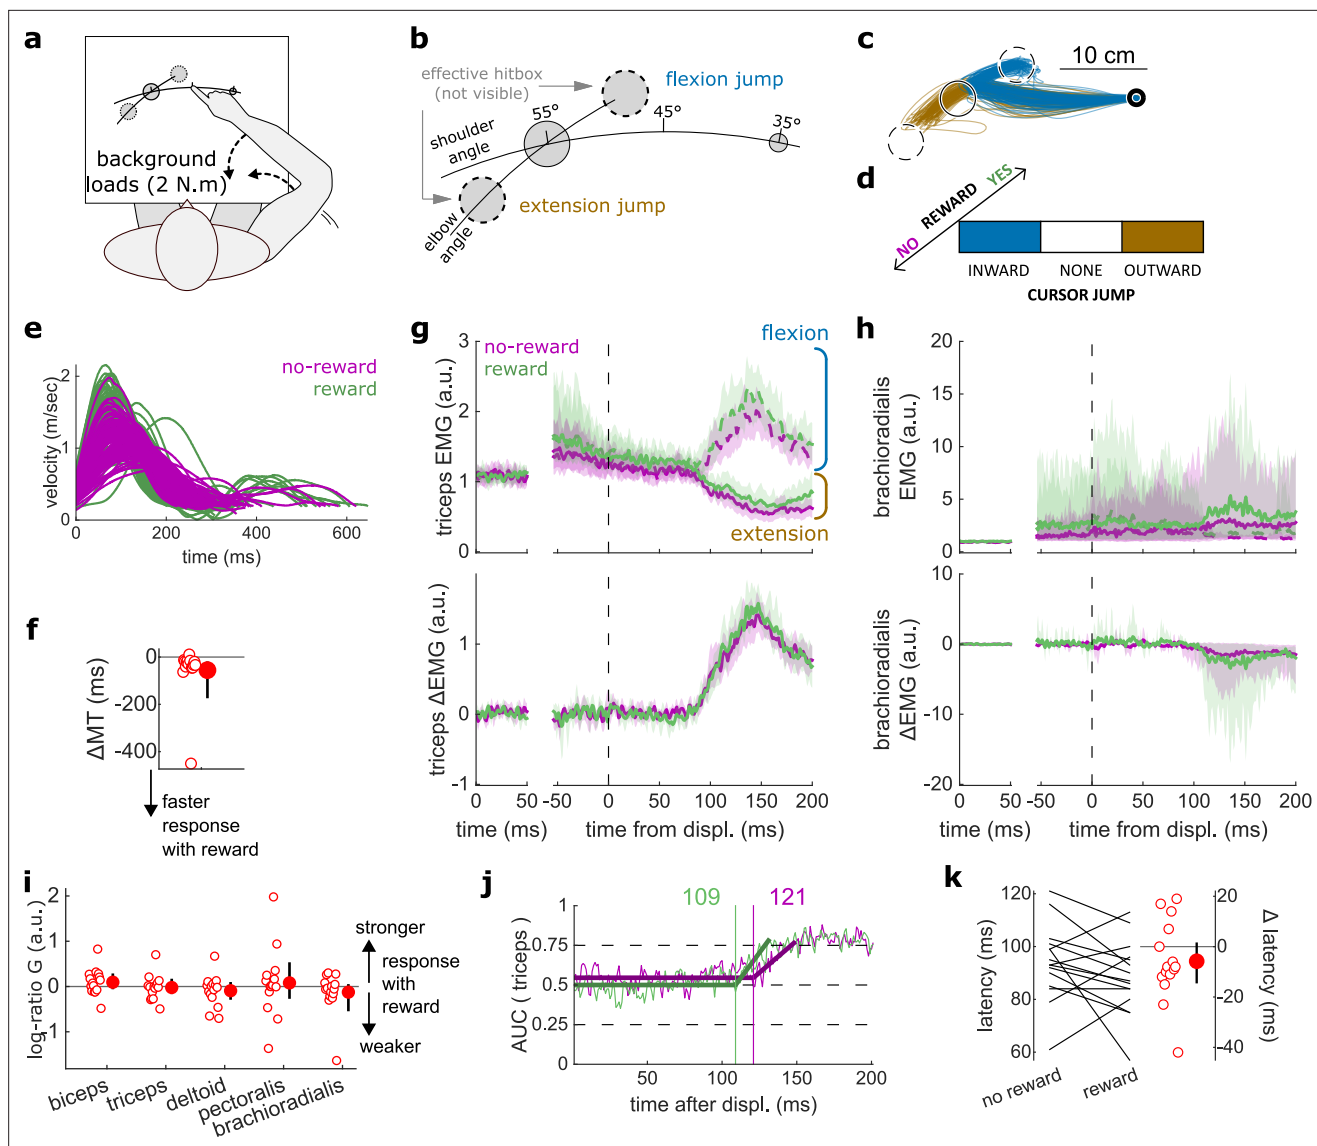 a
background
loads (2 N.m)
b
effective hitbox
(not visible)
flexion jump
55°
45°
35°
shoulder
angle
elbow
angle
extension jump
c
10 cm
d
NO REWARD YES
INWARD NONE OUTWARD
CURSOR JUMP
e
no-reward
reward
velocity (m/sec)
2
1
0
0 200 400 600
time (ms)
f
ΔMT (ms)
0
-200
-400
faster
response
with reward
g
no-reward
reward
flexion
extension
triceps EMG (a.u.)
3
2
1
0
triceps ΔEMG (a.u.)
1
0
-1
0 50
time (ms)
-50 0 50 100 150 200
time from displ. (ms)
h
brachioradialis
EMG (a.u.)
20
15
10
5
0
brachioradialis
ΔEMG (a.u.)
10
0
-10
-20
0 50
time (ms)
-50 0 50 100 150 200
time from displ. (ms)
i
log-ratio G (a.u.)
2
1
0
-1
stronger
response
with
reward
weaker
biceps
triceps
deltoid
pectoralis
brachioradialis
j
109 121
AUC ( triceps )
1
0.75
0.5
0.25
0
0 50 100 150 200
time after displ. (ms)
k
latency (ms)
120
100
80
60
no reward
reward
20
0
-20
-40
Δ latency (ms)